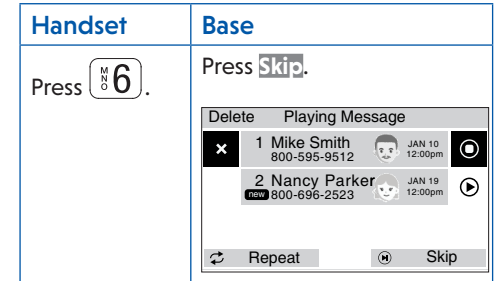 Handset
Base
Press MNO 6.
Press Skip.
Delete Playing Message
1 Mike Smith JAN 10
800-595-9512 12:00pm
2 Nancy Parker JAN 19
new 800-696-2523 12:00pm
Repeat Skip